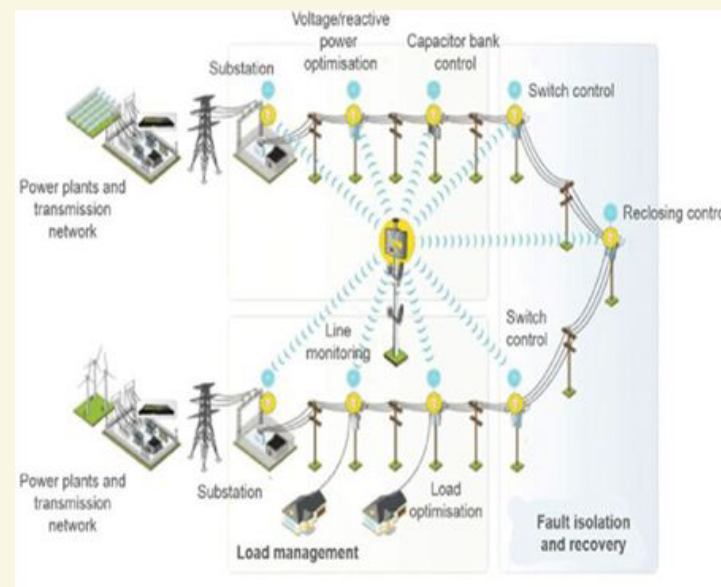 Voltage/reactive
power
optimisation
Capacitor bank
control
Substation
Switch control
Power plants and
transmission
network
Reclosing control
Line
monitoring
Switch
control
Power plants and
transmission
network
Substation
Load
optimisation
Load management
Fault isolation
and recovery